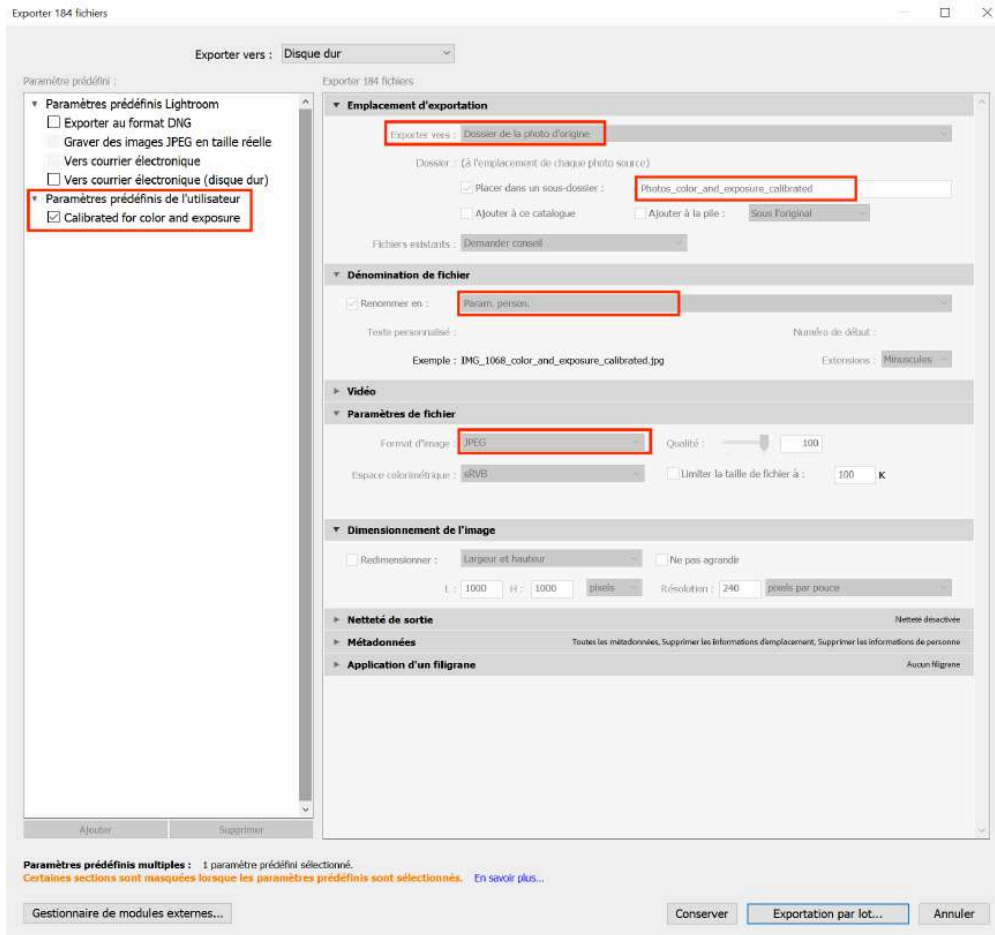 Exporter 184 fichiers
Exporter vers : Disque dur
Paramètre prédéfini :
Exporter 184 fichiers
Paramètres prédéfinis Lightroom
Exporter au format DNG
Graver des images JPEG en taille réelle
Vers courrier électronique
Vers courrier électronique (disque dur)
Paramètres prédéfinis de l'utilisateur
Calibrated for color and exposure
Ajouter Supprimer
Emplacement d'exportation
Exporter vers : Dossier de la photo d'origine
Dossier : (à l'emplacement de chaque photo source)
Placer dans un sous-dossier : Photos_color_and_exposure_calibrated
Ajouter à ce catalogue Ajouter à la pile : Sous l'original
Fichiers existants : Demander conseil
Dénomination de fichier
Renommer en : Param. person.
Texte personnalisé : Numéro de début :
Exemple : IMG_1068_color_and_exposure_calibrated.jpg Extensions : Minuscules
Vidéo
Paramètres de fichier
Format d'image : JPEG Qualité : 100
Espace colorimétrique : sRVB Limiter la taille de fichier à : 100 K
Dimensionnement de l'image
Redimensionner : Largeur et hauteur Ne pas agrandir
L : 1000 H : 1000 pixels Résolution : 240 pixels par pouce
Netteté de sortie Netteté désactivée
Métadonnées Toutes les métadonnées, Supprimer les informations d'emplacement, Supprimer les informations de personne
Application d'un filigrane Aucun filigrane
Paramètres prédéfinis multiples : 1 paramètre prédéfini sélectionné.
Certaines sections sont masquées lorsque les paramètres prédéfinis sont sélectionnés. En savoir plus...
Gestionnaire de modules externes... Conserver Exportation par lot... Annuler